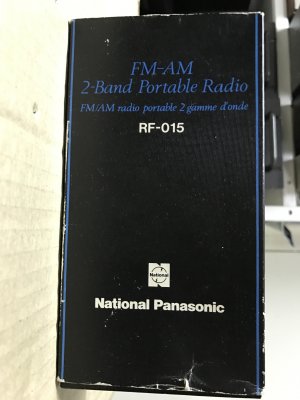 FM-AM
2-Band Portable Radio
FM/AM radio portable 2 gamme d'onde
RF-015
National
National Panasonic